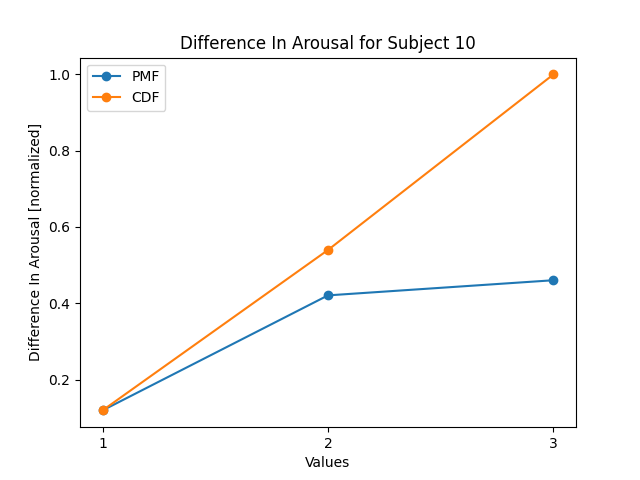 Difference In Arousal for Subject 10
PMF
CDF
Difference In Arousal [normalized]
1.0
0.8
0.6
0.4
0.2
1 2 3
Values